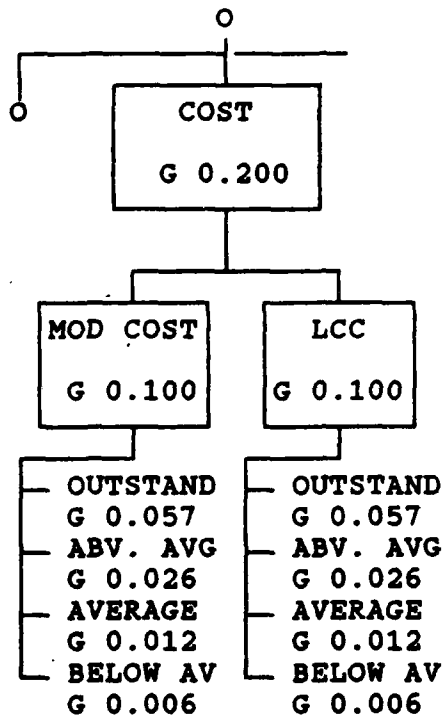 O
O
COST
G 0.200
MOD COST
G 0.100
LCC
G 0.100
OUTSTAND
G 0.057
ABV. AVG
G 0.026
AVERAGE
G 0.012
BELOW AV
G 0.006
OUTSTAND
G 0.057
ABV. AVG
G 0.026
AVERAGE
G 0.012
BELOW AV
G 0.006